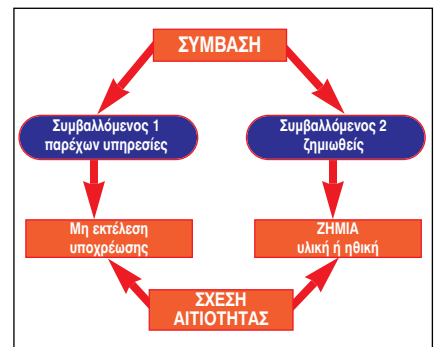 ΣΥΜΒΑΣΗ
Συμβαλλόμενος 1
παρέχων υπηρεσίες
Συμβαλλόμενος 2
ζημιωθείς
Μη εκτέλεση
υποχρέωσης
ΖΗΜΙΑ
υλική ή ηθική
ΣΧΕΣΗ
ΑΙΤΙΟΤΗΤΑΣ